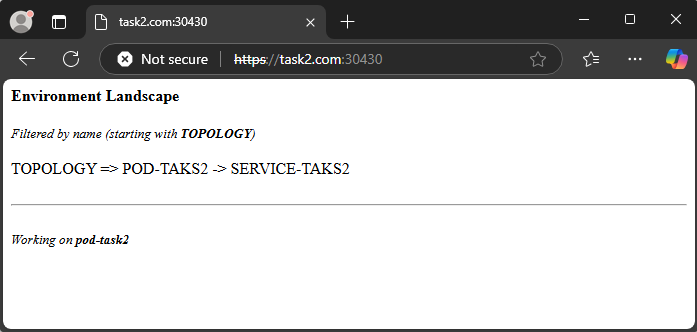 task2.com:30430
Not secure https://task2.com:30430
Environment Landscape
Filtered by name (starting with TOPOLOGY)
TOPOLOGY => POD-TAKS2 -> SERVICE-TAKS2
Working on pod-task2